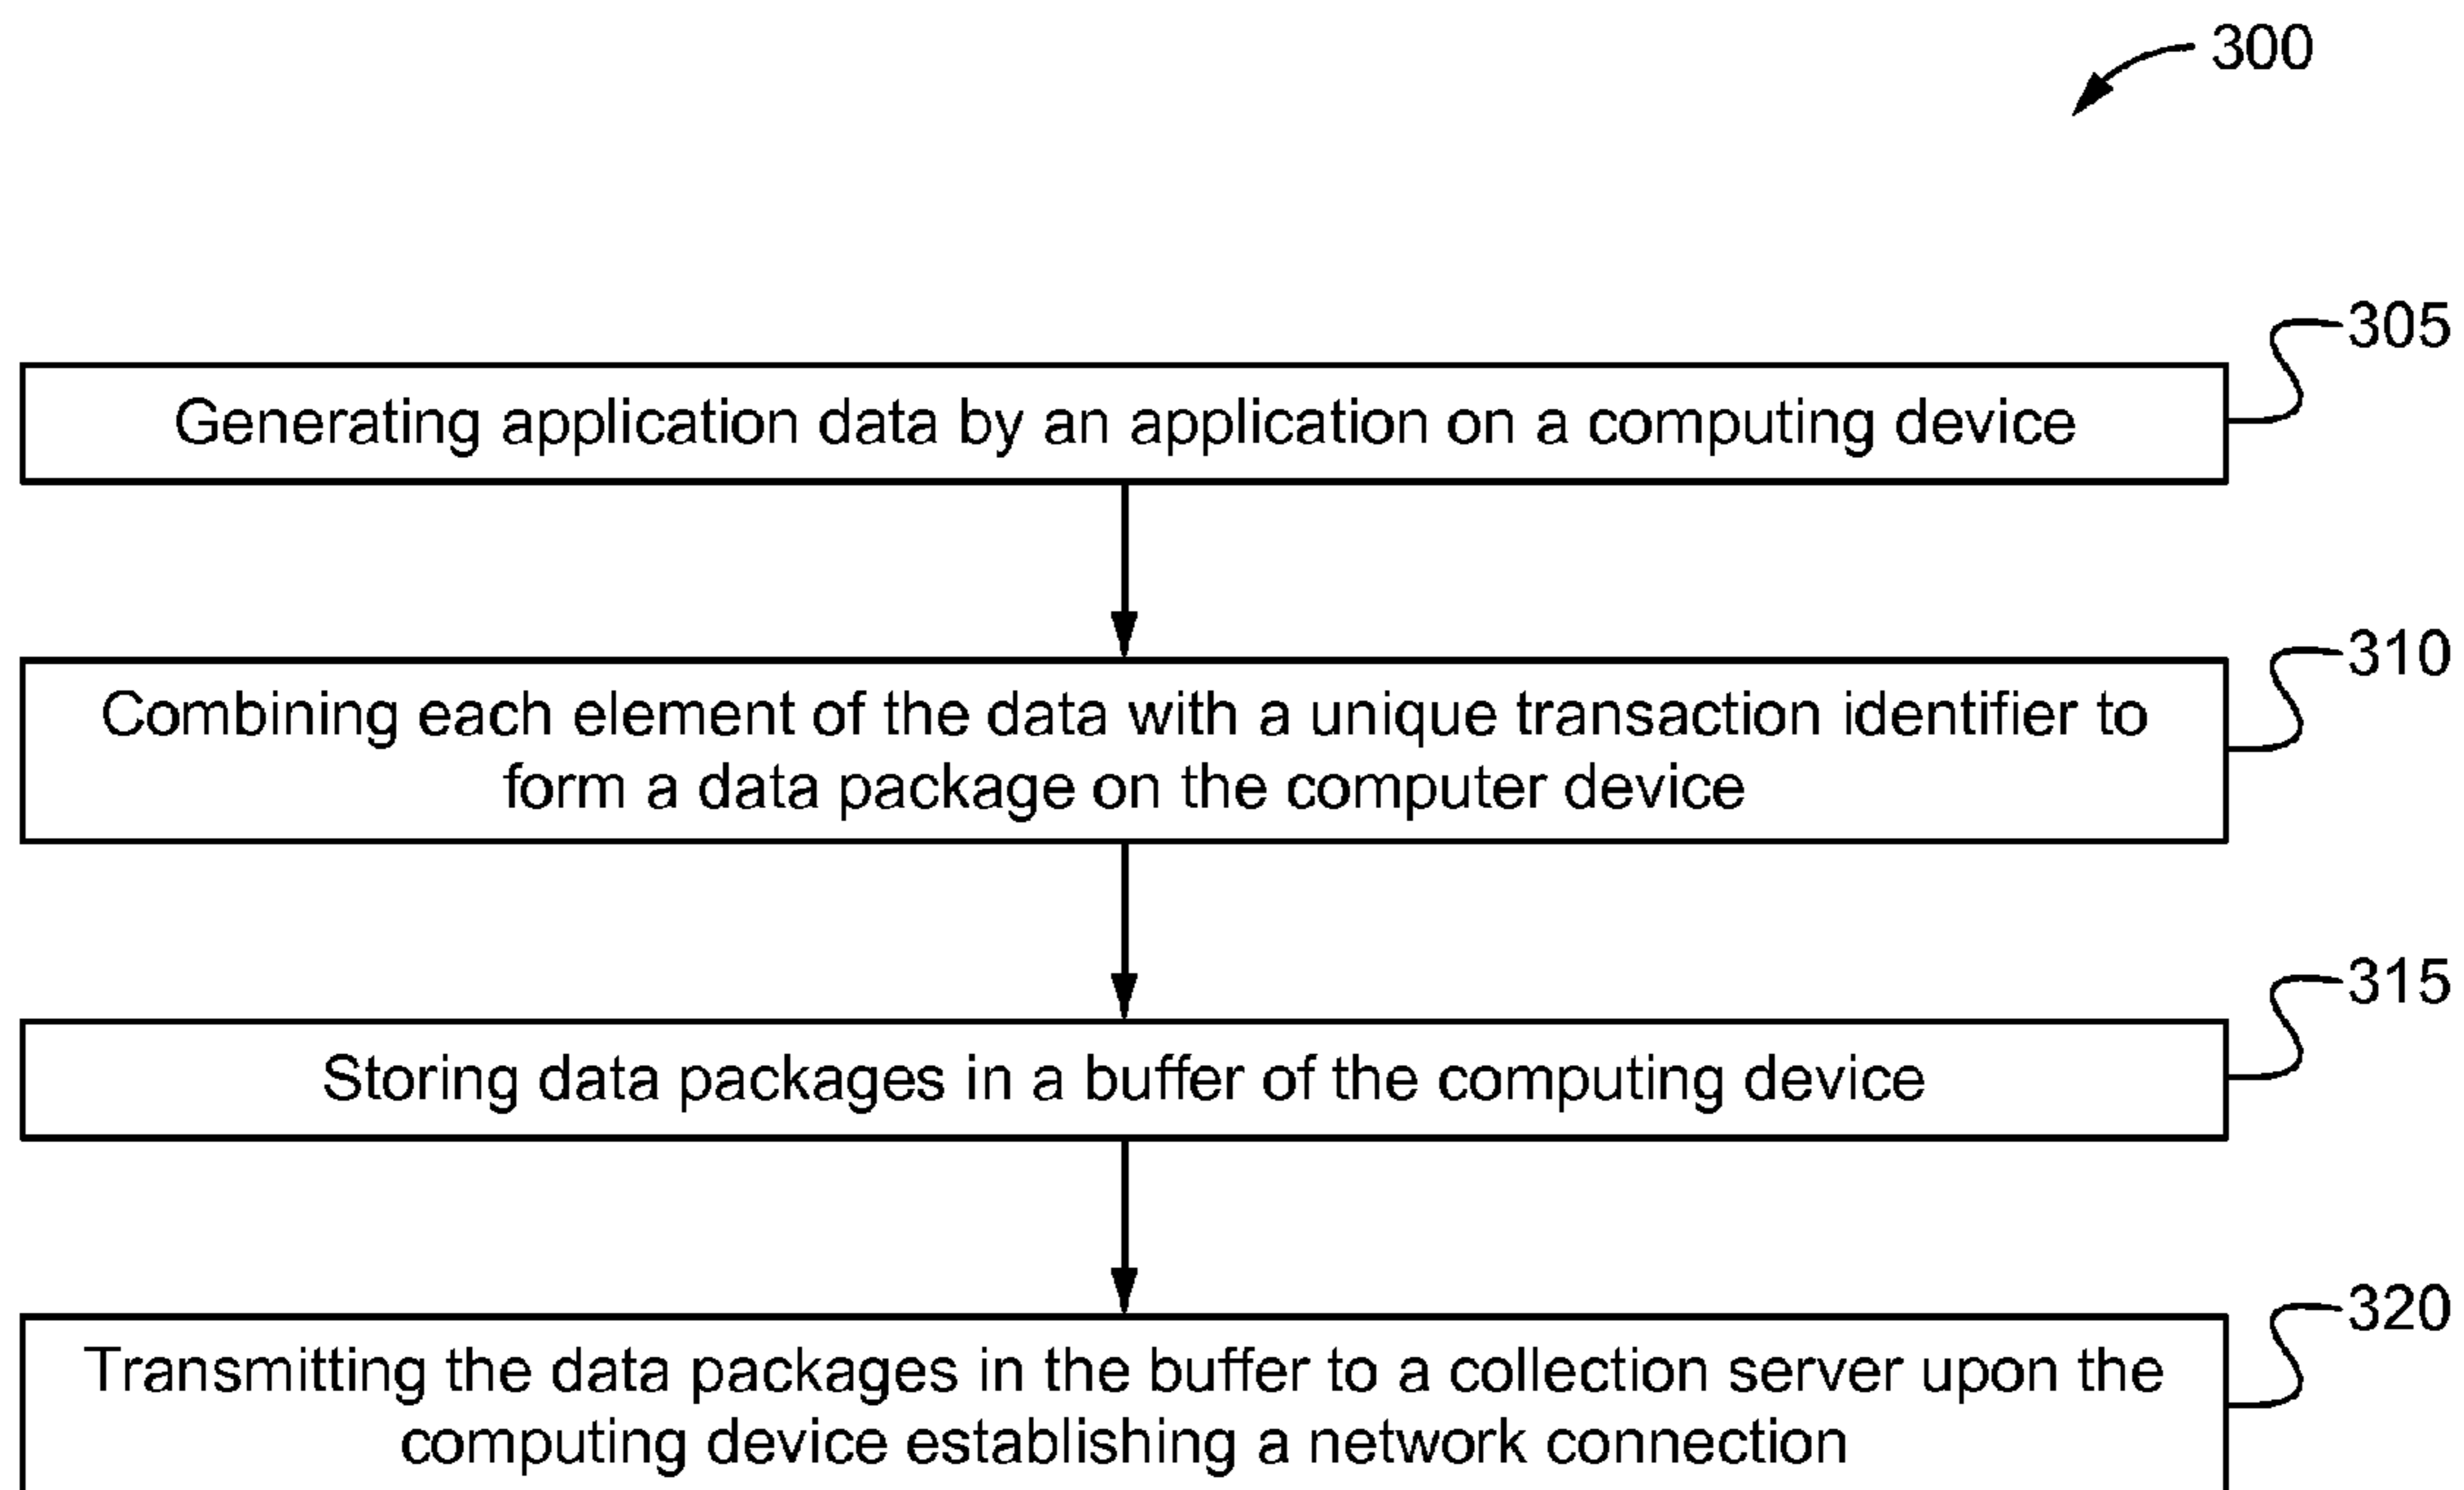 300
305
Generating application data by an application on a computing device
310
Combining each element of the data with a unique transaction identifier to
form a data package on the computer device
315
Storing data packages in a buffer of the computing device
320
Transmitting the data packages in the buffer to a collection server upon the
computing device establishing a network connection